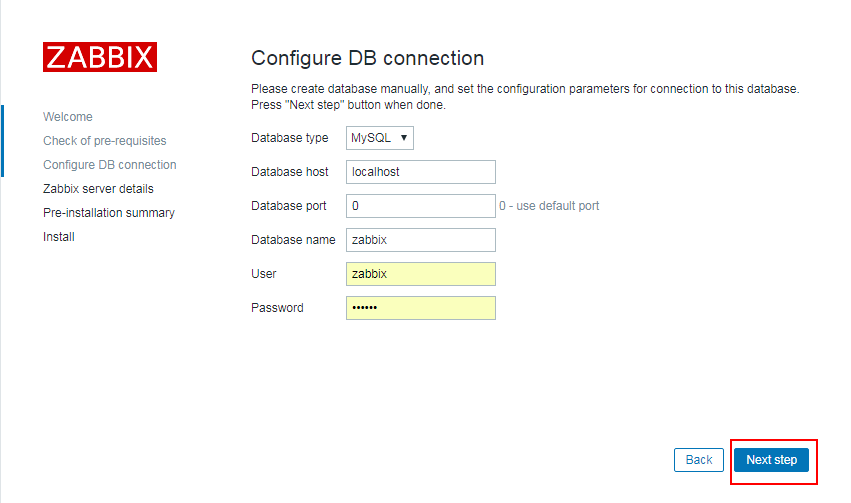 ZABBIX
Welcome
Check of pre-requisites
Configure DB connection
Zabbix server details
Pre-installation summary
Install
Configure DB connection
Please create database manually, and set the configuration parameters for connection to this database.
Press "Next step" button when done.
Database type MySQL ▼
Database host localhost
Database port 0 0 - use default port
Database name zabbix
User zabbix
Password ••••••
Back Next step